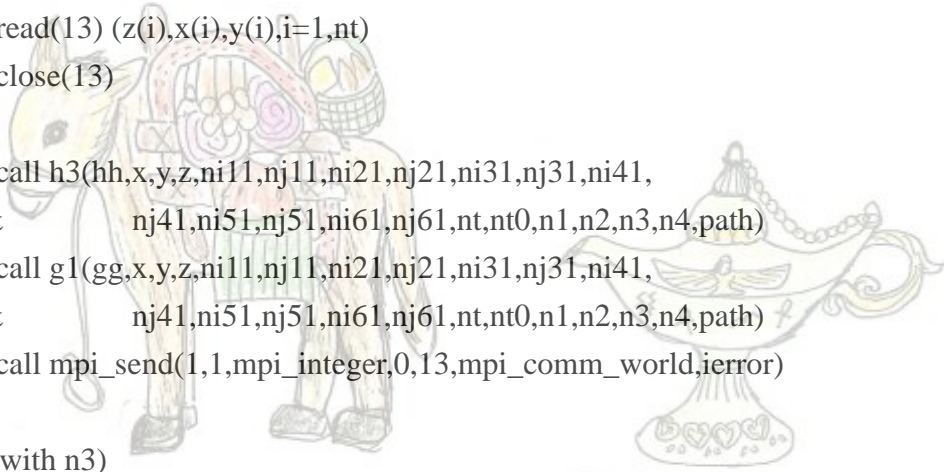 read(13) (z(i),x(i),y(i),i=1,nt)
close(13)
call h3(hh,x,y,z,ni11,nj11,ni21,nj21,ni31,nj31,ni41,
nj41,ni51,nj51,ni61,nj61,nt,nt0,n1,n2,n3,n4,path)
call g1(gg,x,y,z,ni11,nj11,ni21,nj21,ni31,nj31,ni41,
nj41,ni51,nj51,ni61,nj61,nt,nt0,n1,n2,n3,n4,path)
call mpi_send(1,1,mpi_integer,0,13,mpi_comm_world,ierror)
with n3)